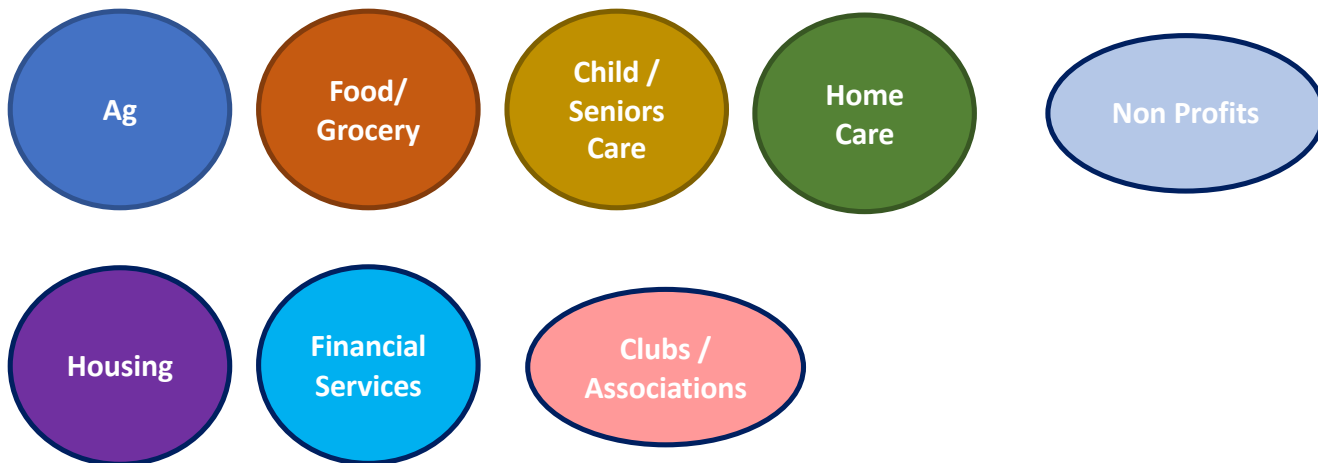 Ag
Food/
Grocery
Child /
Seniors
Care
Home
Care
Non Profits
Housing
Financial
Services
Clubs /
Associations